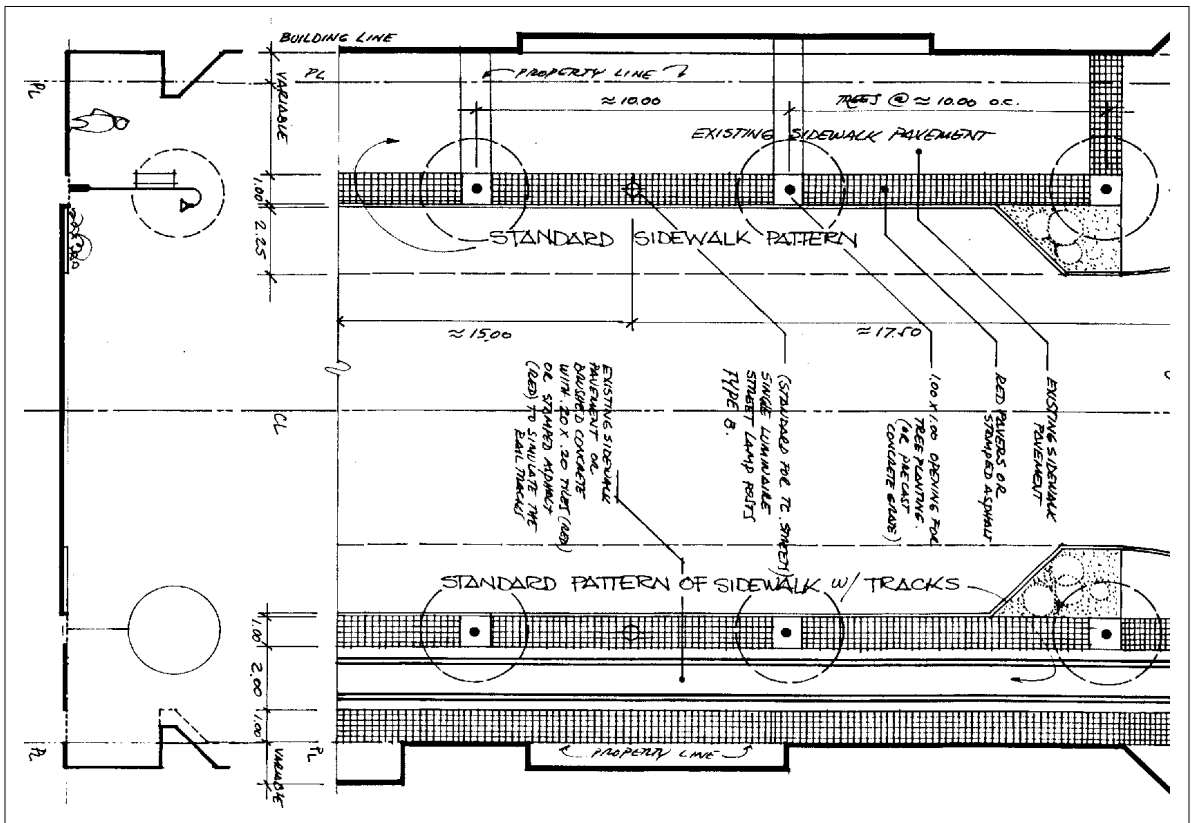 BUILDING LINE
PL
PL
PROPERTY LINE
VARIABLE
≈10.00
TREES @ ≈ 10.00 O.C.
EXISTING SIDEWALK PAVEMENT
1.00
2.25
STANDARD SIDEWALK PATTERN
≈ 15.00
≈ 17.50
CL
EXISTING SIDEWALK
PAVEMENT OR
BRUSHED CONCRETE
WITH .20 X .20 TILES (RED)
OR STAMPED ASPHALT
(RED) TO SIMULATE THE
RAIL TRACKS
(STANDARD FOR 72. STREET)
SINGLE LUMINAIRE
STREET LAMP POSTS
TYPE B.
1.00 X 1.00 OPENING FOR
TREE PLANTING.
(OR PRECAST
CONCRETE GRATE)
RED PAVERS OR
STAMPED ASPHALT
EXISTING SIDEWALK
PAVEMENT
STANDARD PATTERN OF SIDEWALK W/ TRACKS
1.00
2.00
1.00
PL
PL
VARIABLE
PROPERTY LINE